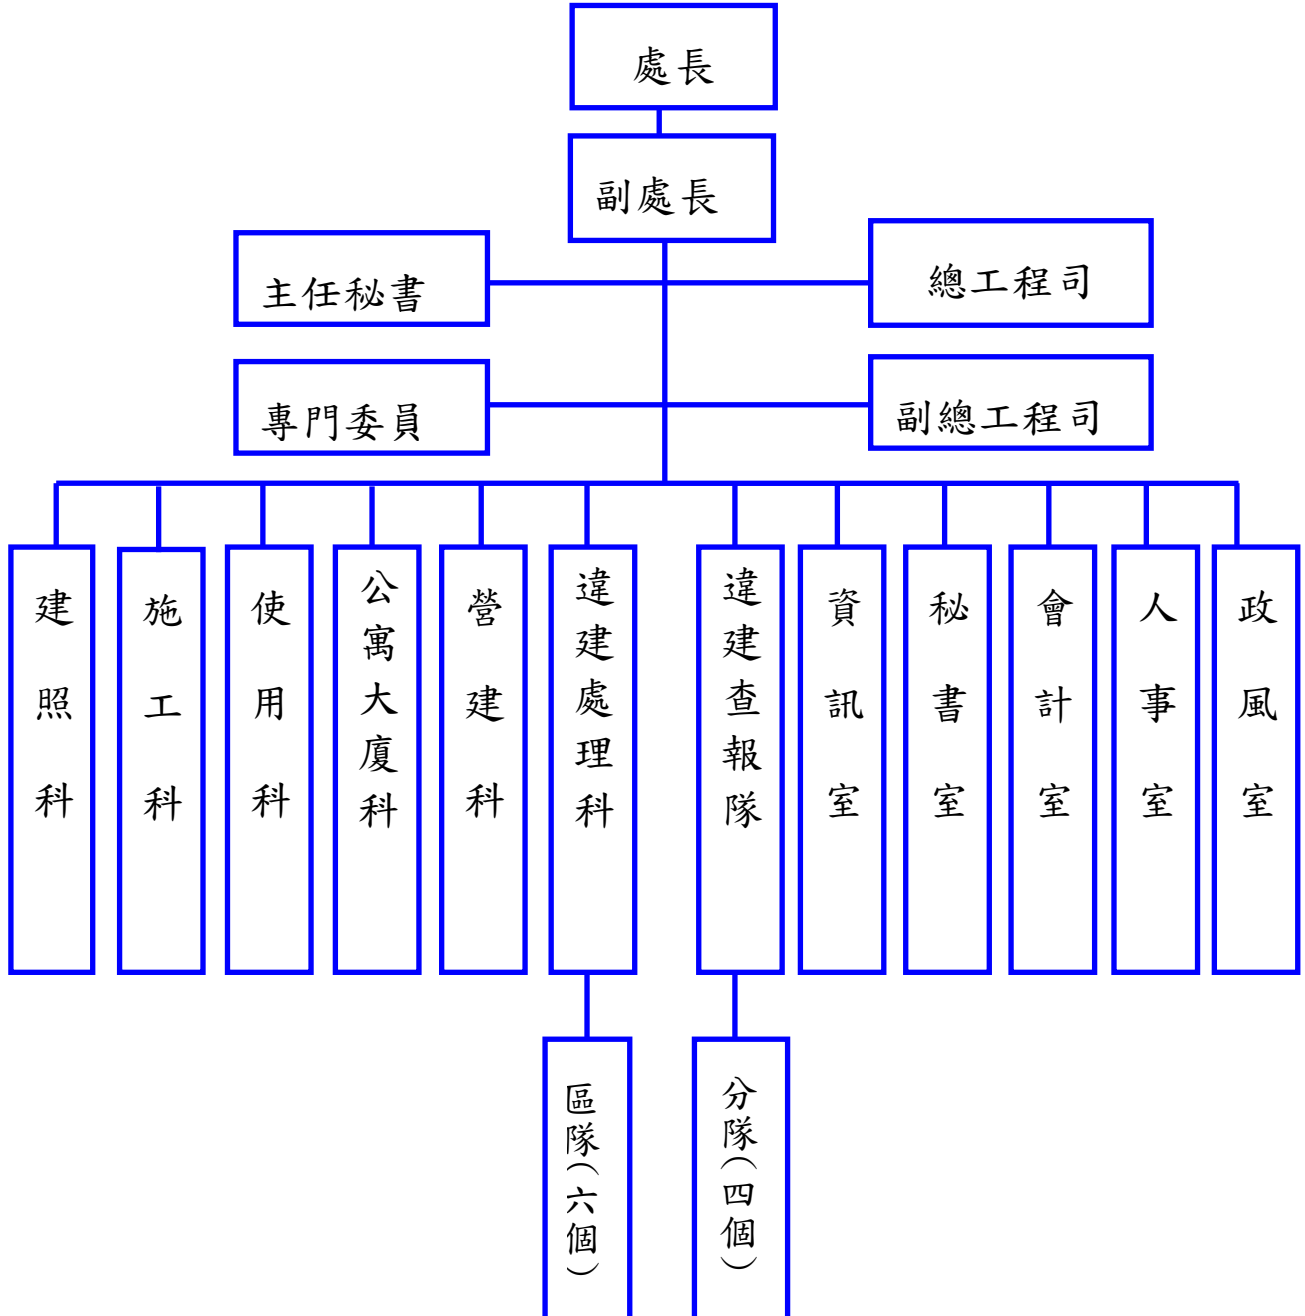 處長
副處長
主任秘書
總工程司
專門委員
副總工程司
建照科
施工科
使用科
公寓大廈科
營建科
違建處理科
違建查報隊
資訊室
秘書室
會計室
人事室
政風室
區隊(六個)
分隊(四個)